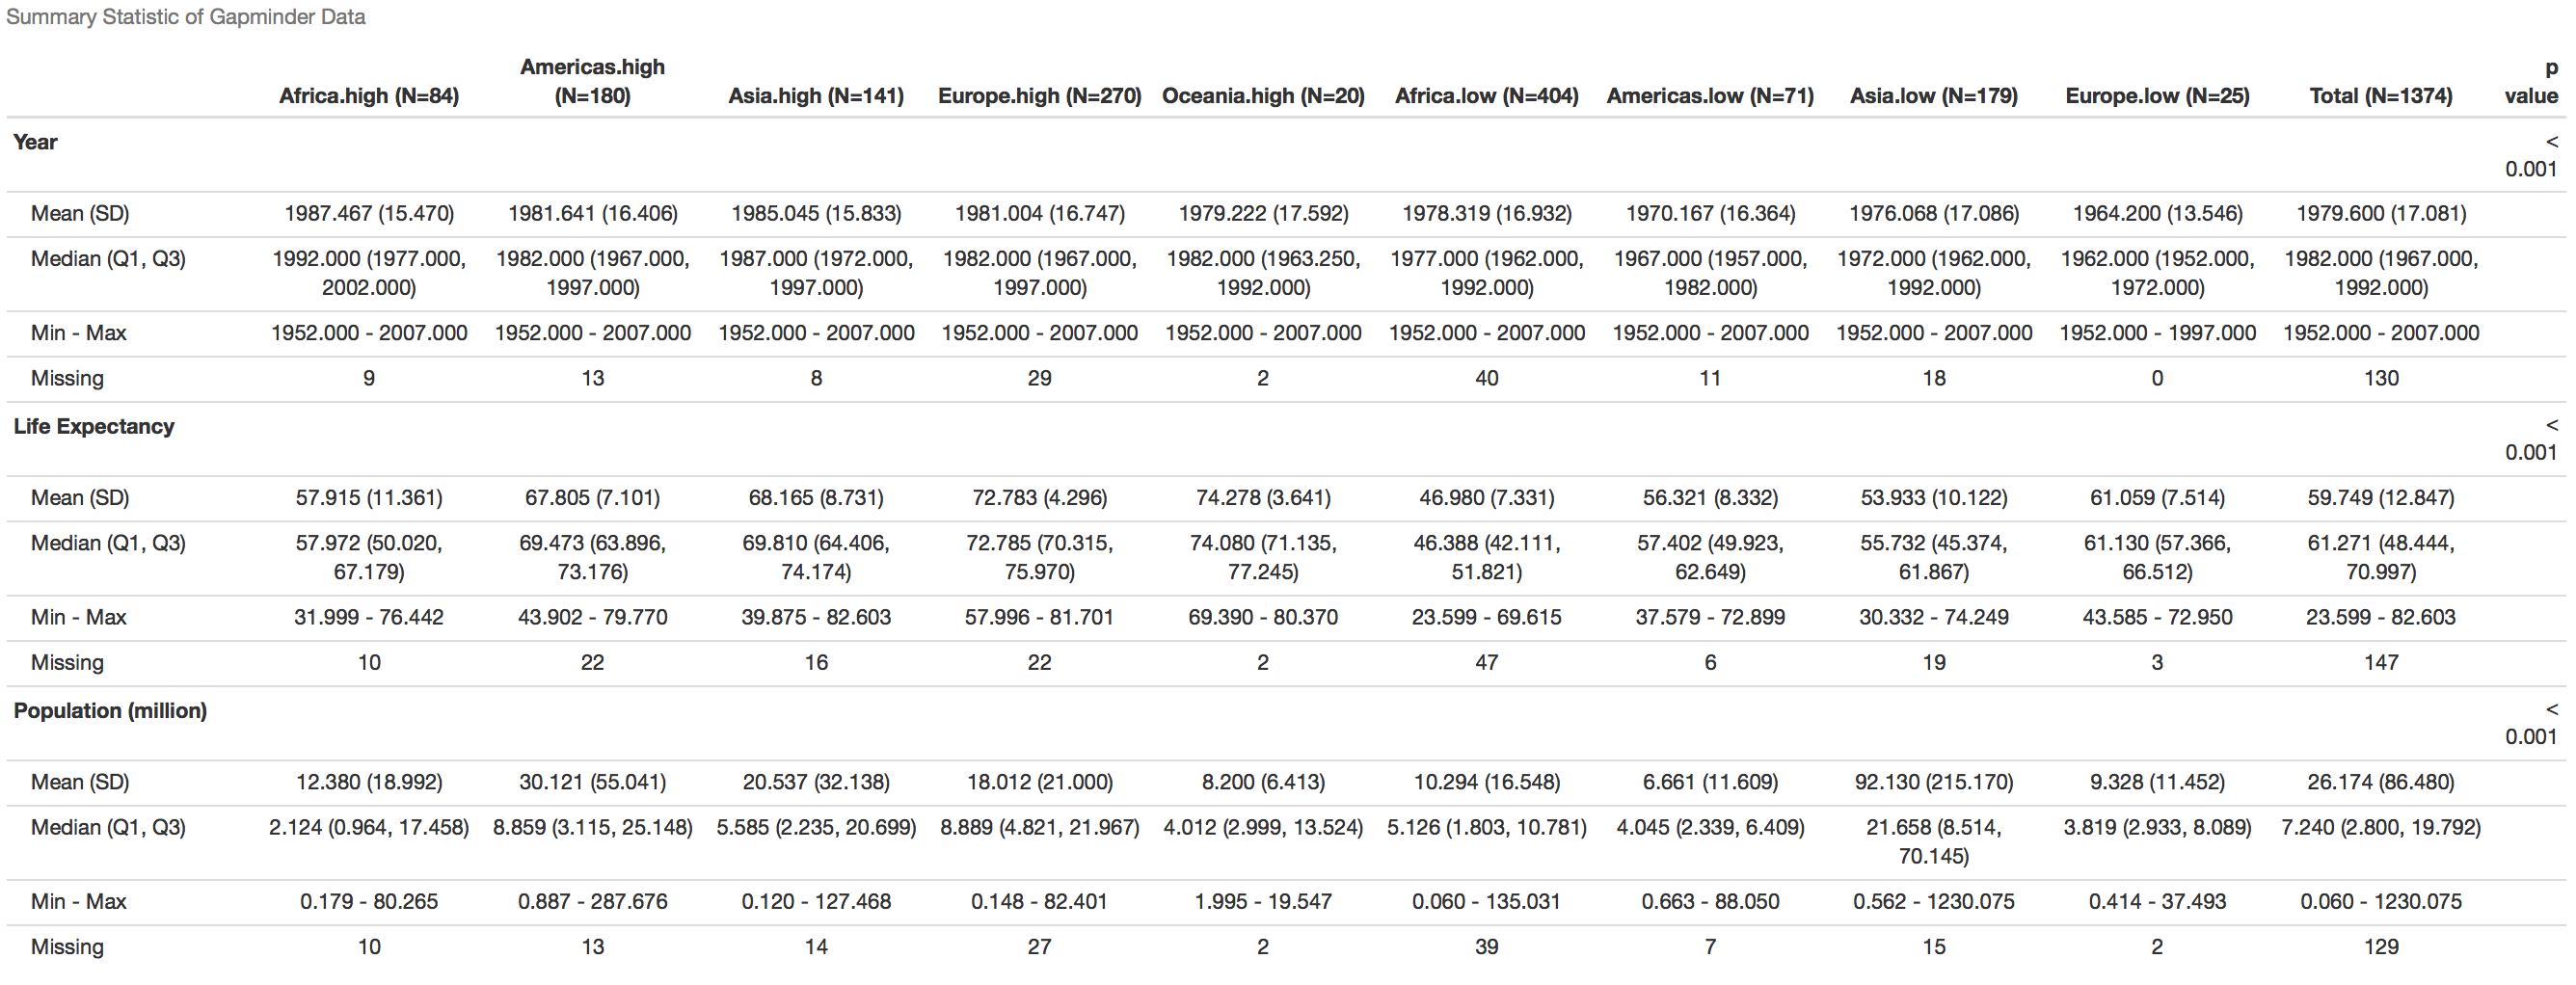 Summary Statistic of Gapminder Data
Americas.high p
Africa.high (N=84) (N=180) Asia.high (N=141) Europe.high (N=270) Oceania.high (N=20) Africa.low (N=404) Americas.low (N=71) Asia.low (N=179) Europe.low (N=25) Total (N=1374) value
Year <
0.001
Mean (SD) 1987.467 (15.470) 1981.641 (16.406) 1985.045 (15.833) 1981.004 (16.747) 1979.222 (17.592) 1978.319 (16.932) 1970.167 (16.364) 1976.068 (17.086) 1964.200 (13.546) 1979.600 (17.081)
Median (Q1, Q3) 1992.000 (1977.000, 1982.000 (1967.000, 1987.000 (1972.000, 1982.000 (1967.000, 1982.000 (1963.250, 1977.000 (1962.000, 1967.000 (1957.000, 1972.000 (1962.000, 1962.000 (1952.000, 1982.000 (1967.000,
2002.000) 1997.000) 1997.000) 1997.000) 1992.000) 1992.000) 1982.000) 1992.000) 1972.000) 1992.000)
Min - Max 1952.000 - 2007.000 1952.000 - 2007.000 1952.000 - 2007.000 1952.000 - 2007.000 1952.000 - 2007.000 1952.000 - 2007.000 1952.000 - 2007.000 1952.000 - 2007.000 1952.000 - 1997.000 1952.000 - 2007.000
Missing 9 13 8 29 2 40 11 18 0 130
Life Expectancy <
0.001
Mean (SD) 57.915 (11.361) 67.805 (7.101) 68.165 (8.731) 72.783 (4.296) 74.278 (3.641) 46.980 (7.331) 56.321 (8.332) 53.933 (10.122) 61.059 (7.514) 59.749 (12.847)
Median (Q1, Q3) 57.972 (50.020, 69.473 (63.896, 69.810 (64.406, 72.785 (70.315, 74.080 (71.135, 46.388 (42.111, 57.402 (49.923, 55.732 (45.374, 61.130 (57.366, 61.271 (48.444,
67.179) 73.176) 74.174) 75.970) 77.245) 51.821) 62.649) 61.867) 66.512) 70.997)
Min - Max 31.999 - 76.442 43.902 - 79.770 39.875 - 82.603 57.996 - 81.701 69.390 - 80.370 23.599 - 69.615 37.579 - 72.899 30.332 - 74.249 43.585 - 72.950 23.599 - 82.603
Missing 10 22 16 22 2 47 6 19 3 147
Population (million) <
0.001
Mean (SD) 12.380 (18.992) 30.121 (55.041) 20.537 (32.138) 18.012 (21.000) 8.200 (6.413) 10.294 (16.548) 6.661 (11.609) 92.130 (215.170) 9.328 (11.452) 26.174 (86.480)
Median (Q1, Q3) 2.124 (0.964, 17.458) 8.859 (3.115, 25.148) 5.585 (2.235, 20.699) 8.889 (4.821, 21.967) 4.012 (2.999, 13.524) 5.126 (1.803, 10.781) 4.045 (2.339, 6.409) 21.658 (8.514, 3.819 (2.933, 8.089) 7.240 (2.800, 19.792)
70.145)
Min - Max 0.179 - 80.265 0.887 - 287.676 0.120 - 127.468 0.148 - 82.401 1.995 - 19.547 0.060 - 135.031 0.663 - 88.050 0.562 - 1230.075 0.414 - 37.493 0.060 - 1230.075
Missing 10 13 14 27 2 39 7 15 2 129